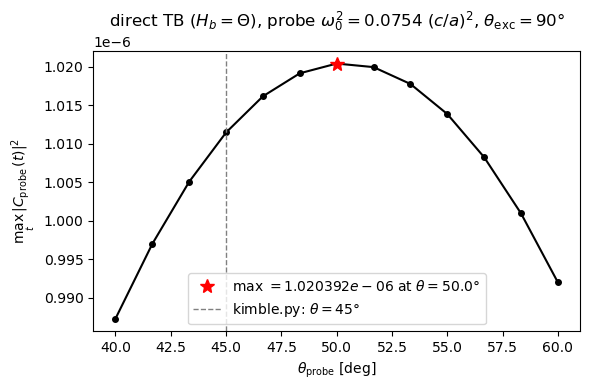 direct TB (H_b = Θ), probe ω_0^2 = 0.0754 (c/a)^2, θ_exc = 90°
1e−6
1.020
1.015
1.010
1.005
1.000
0.995
0.990
max_t |C_probe (t)|^2
max = 1.020392e − 06 at θ = 50.0°
kimble.py: θ = 45°
40.0 42.5 45.0 47.5 50.0 52.5 55.0 57.5 60.0
θ_probe [deg]